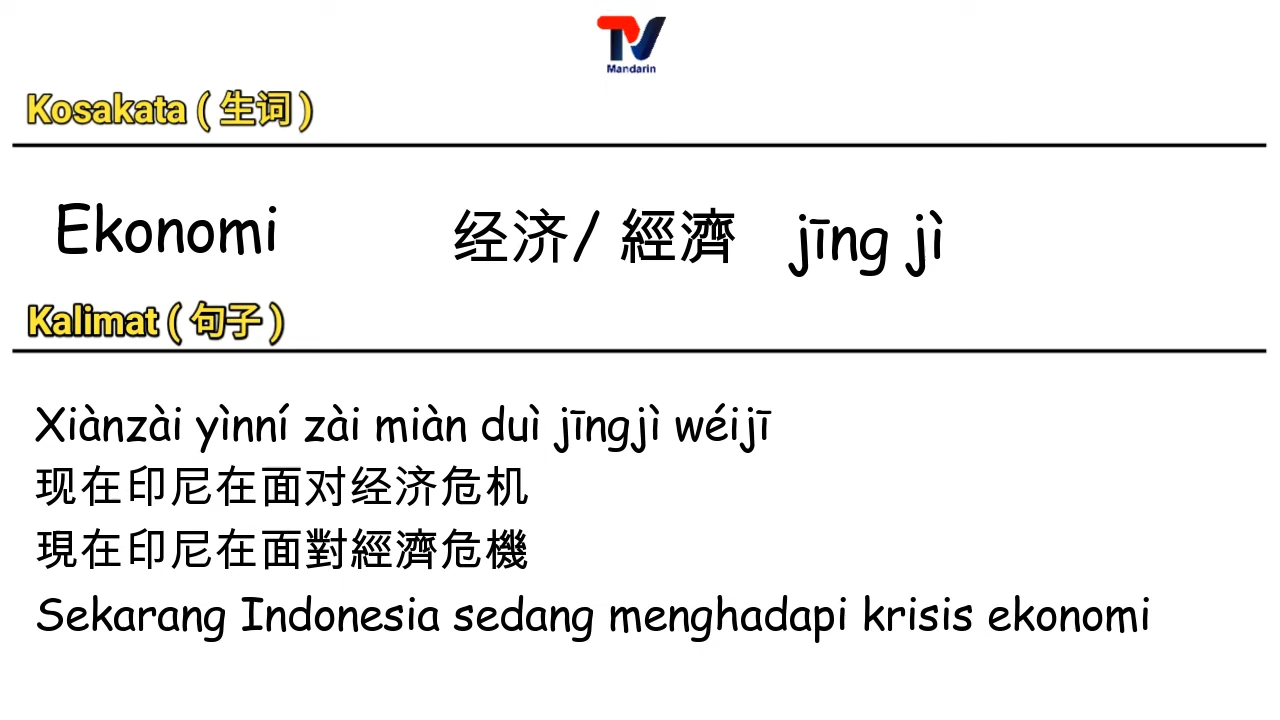 TV
Mandarin
Kosakata ( 生词 )
Ekonomi 经济/ 經濟 jīng jì
Kalimat ( 句子 )
Xiànzài yìnní zài miàn duì jīngjì wéijī
现在印尼在面对经济危机
現在印尼在面對經濟危機
Sekarang Indonesia sedang menghadapi krisis ekonomi